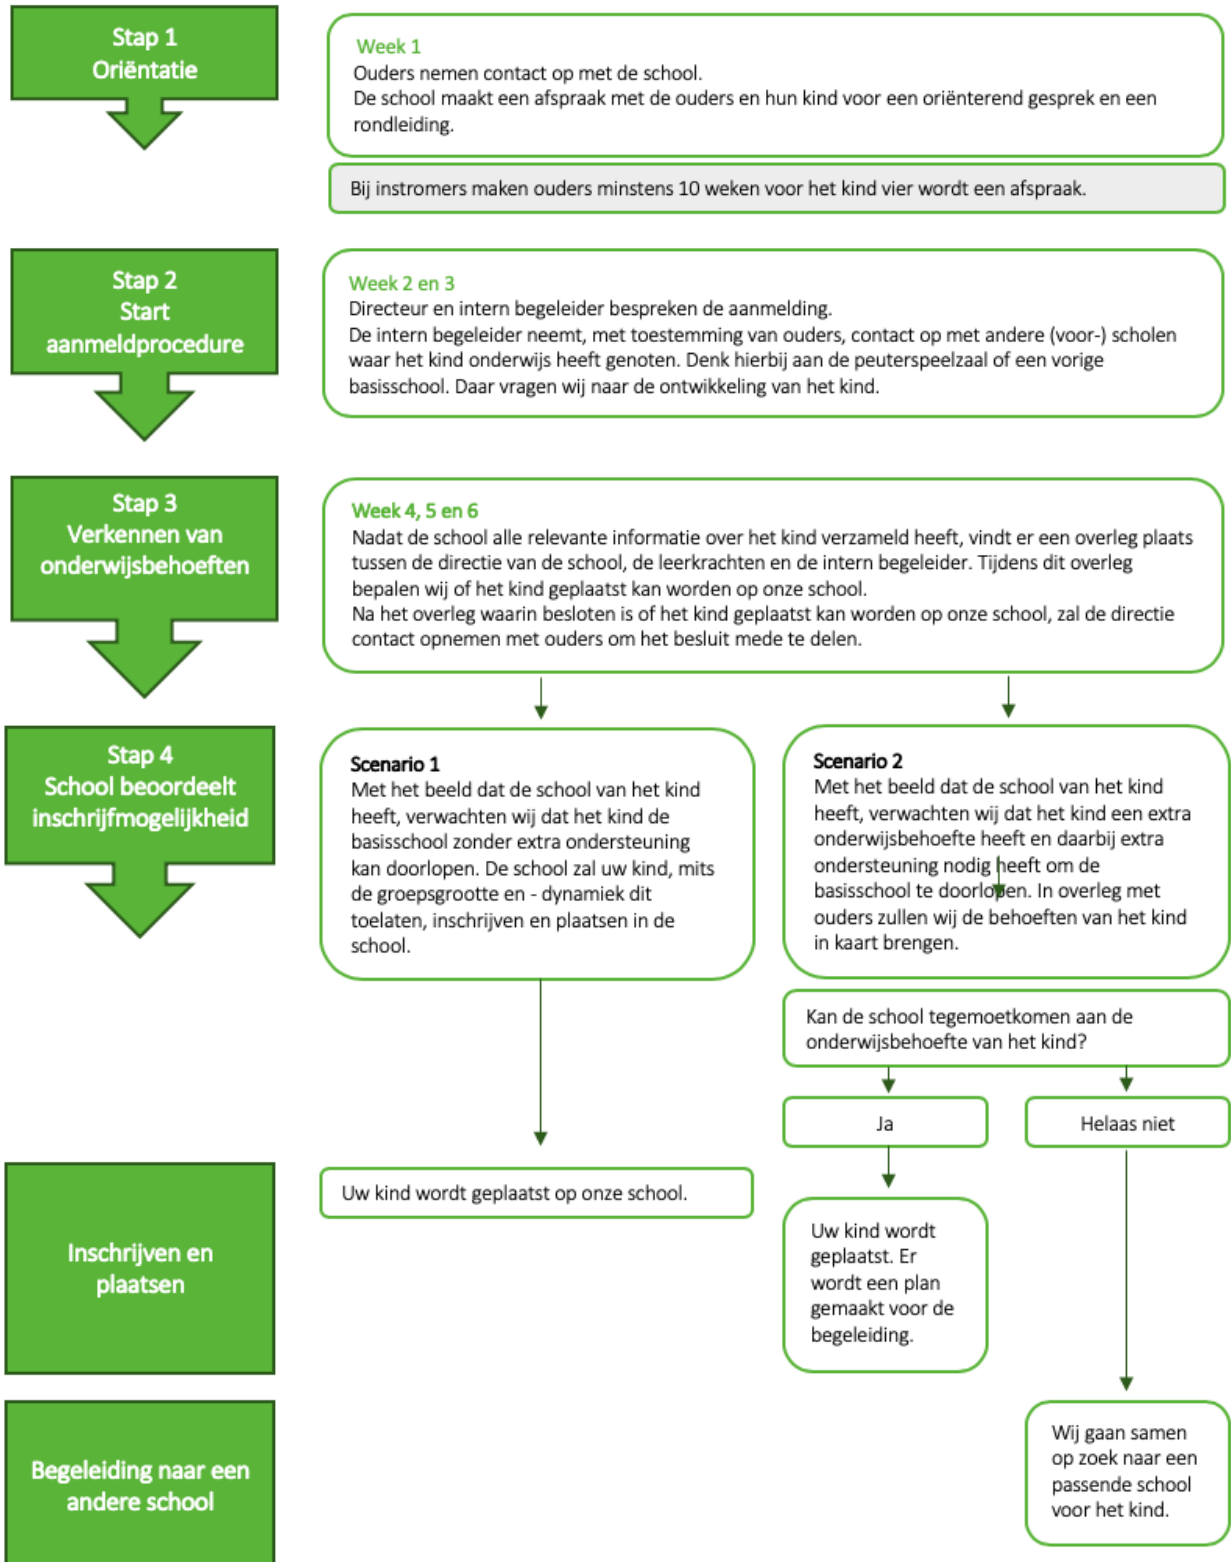 Stap 1
Oriëntatie
Week 1
Ouders nemen contact op met de school.
De school maakt een afspraak met de ouders en hun kind voor een oriënterend gesprek en een
rondleiding.
Bij instromers maken ouders minstens 10 weken voor het kind vier wordt een afspraak.
Stap 2
Start
aanmeldprocedure
Week 2 en 3
Directeur en intern begeleider bespreken de aanmelding.
De intern begeleider neemt, met toestemming van ouders, contact op met andere (voor-) scholen
waar het kind onderwijs heeft genoten. Denk hierbij aan de peuterspeelzaal of een vorige
basisschool. Daar vragen wij naar de ontwikkeling van het kind.
Stap 3
Verkennen van
onderwijsbehoeften
Week 4, 5 en 6
Nadat de school alle relevante informatie over het kind verzameld heeft, vindt er een overleg plaats
tussen de directie van de school, de leerkrachten en de intern begeleider. Tijdens dit overleg
bepalen wij of het kind geplaatst kan worden op onze school.
Na het overleg waarin besloten is of het kind geplaatst kan worden op onze school, zal de directie
contact opnemen met ouders om het besluit mede te delen.
Stap 4
School beoordeelt
inschrijfmogelijkheid
Scenario 1
Met het beeld dat de school van het kind
heeft, verwachten wij dat het kind de
basisschool zonder extra ondersteuning
kan doorlopen. De school zal uw kind, mits
de groepsgrootte en - dynamiek dit
toelaten, inschrijven en plaatsen in de
school.
Scenario 2
Met het beeld dat de school van het kind
heeft, verwachten wij dat het kind een extra
onderwijsbehoefte heeft en daarbij extra
ondersteuning nodig heeft om de
basisschool te doorlopen. In overleg met
ouders zullen wij de behoeften van het kind
in kaart brengen.
Kan de school tegemoetkomen aan de
onderwijsbehoefte van het kind?
Ja
Helaas niet
Inschrijven en
plaatsen
Uw kind wordt geplaatst op onze school.
Uw kind wordt
geplaatst. Er
wordt een plan
gemaakt voor de
begeleiding.
Begeleiding naar een
andere school
Wij gaan samen
op zoek naar een
passende school
voor het kind.